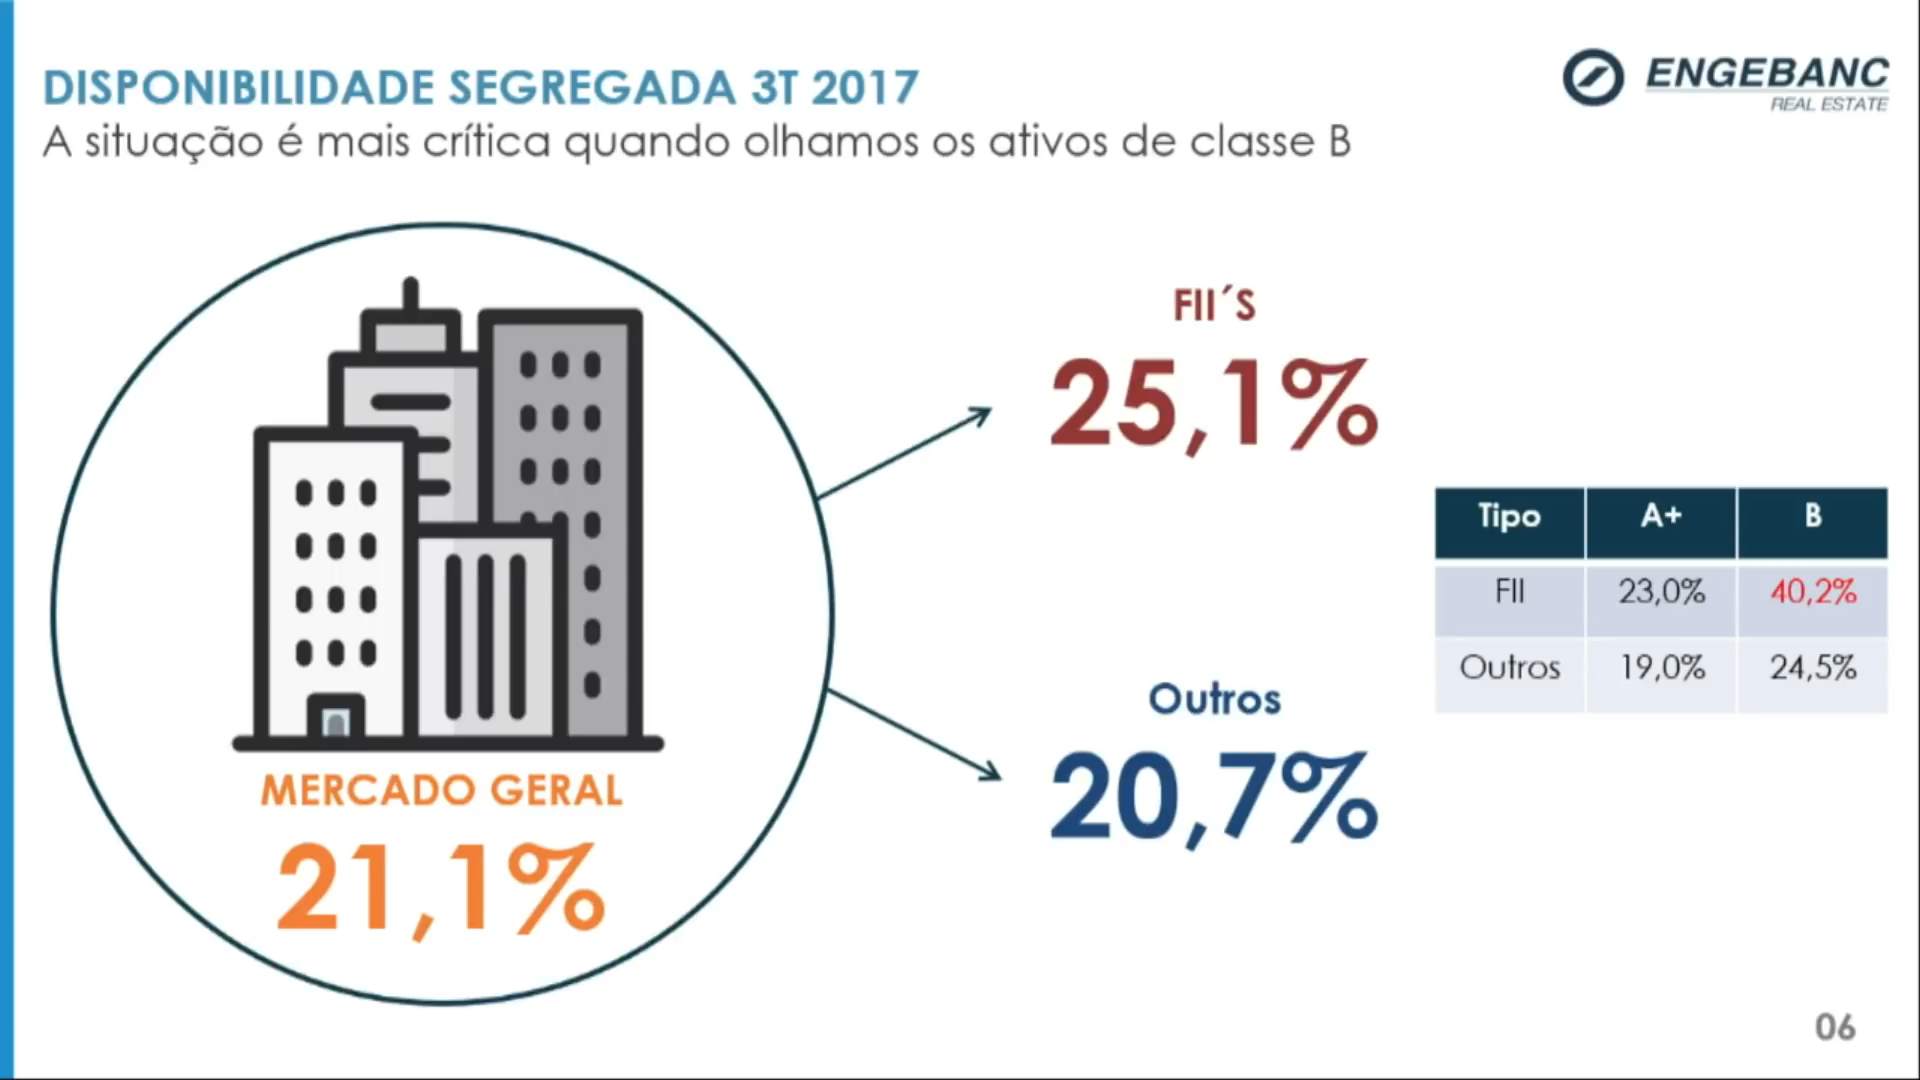 DISPONIBILIDADE SEGREGADA 3T 2017
A situação é mais crítica quando olhamos os ativos de classe B
ENGEBANC
REAL ESTATE
FII´S
25,1%
Tipo A+ B
FII 23,0% 40,2%
Outros 19,0% 24,5%
Outros
20,7%
MERCADO GERAL
21,1%
06